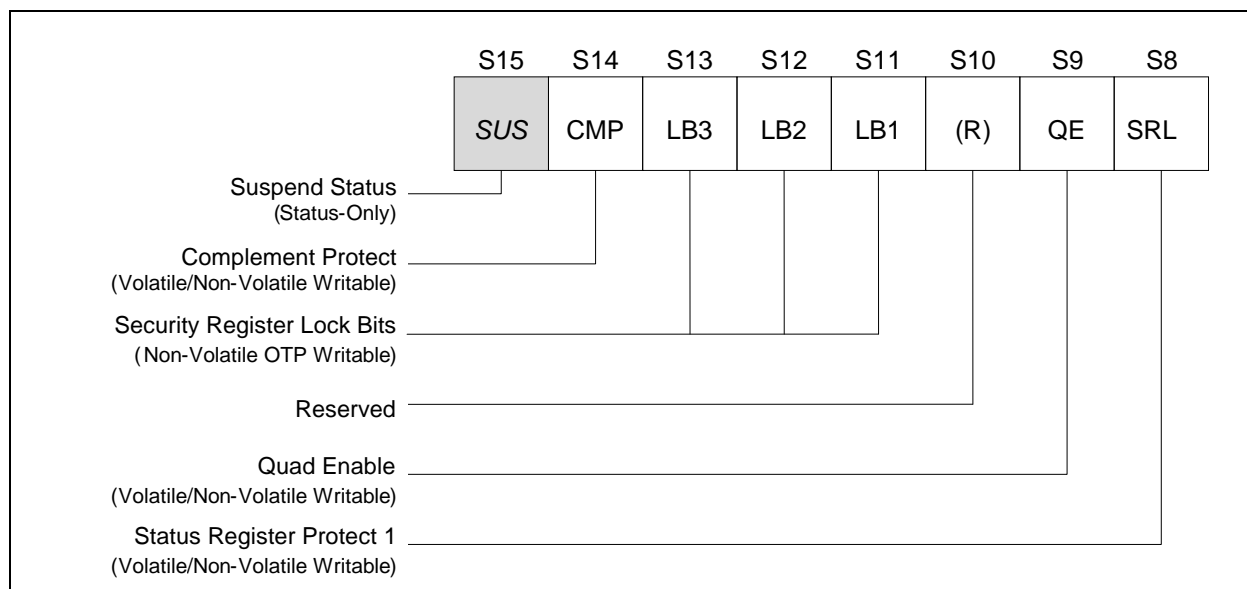 S15 S14 S13 S12 S11 S10 S9 S8
SUS CMP LB3 LB2 LB1 (R) QE SRL
Suspend Status
(Status-Only)
Complement Protect
(Volatile/Non-Volatile Writable)
Security Register Lock Bits
(Non-Volatile OTP Writable)
Reserved
Quad Enable
(Volatile/Non-Volatile Writable)
Status Register Protect 1
(Volatile/Non-Volatile Writable)